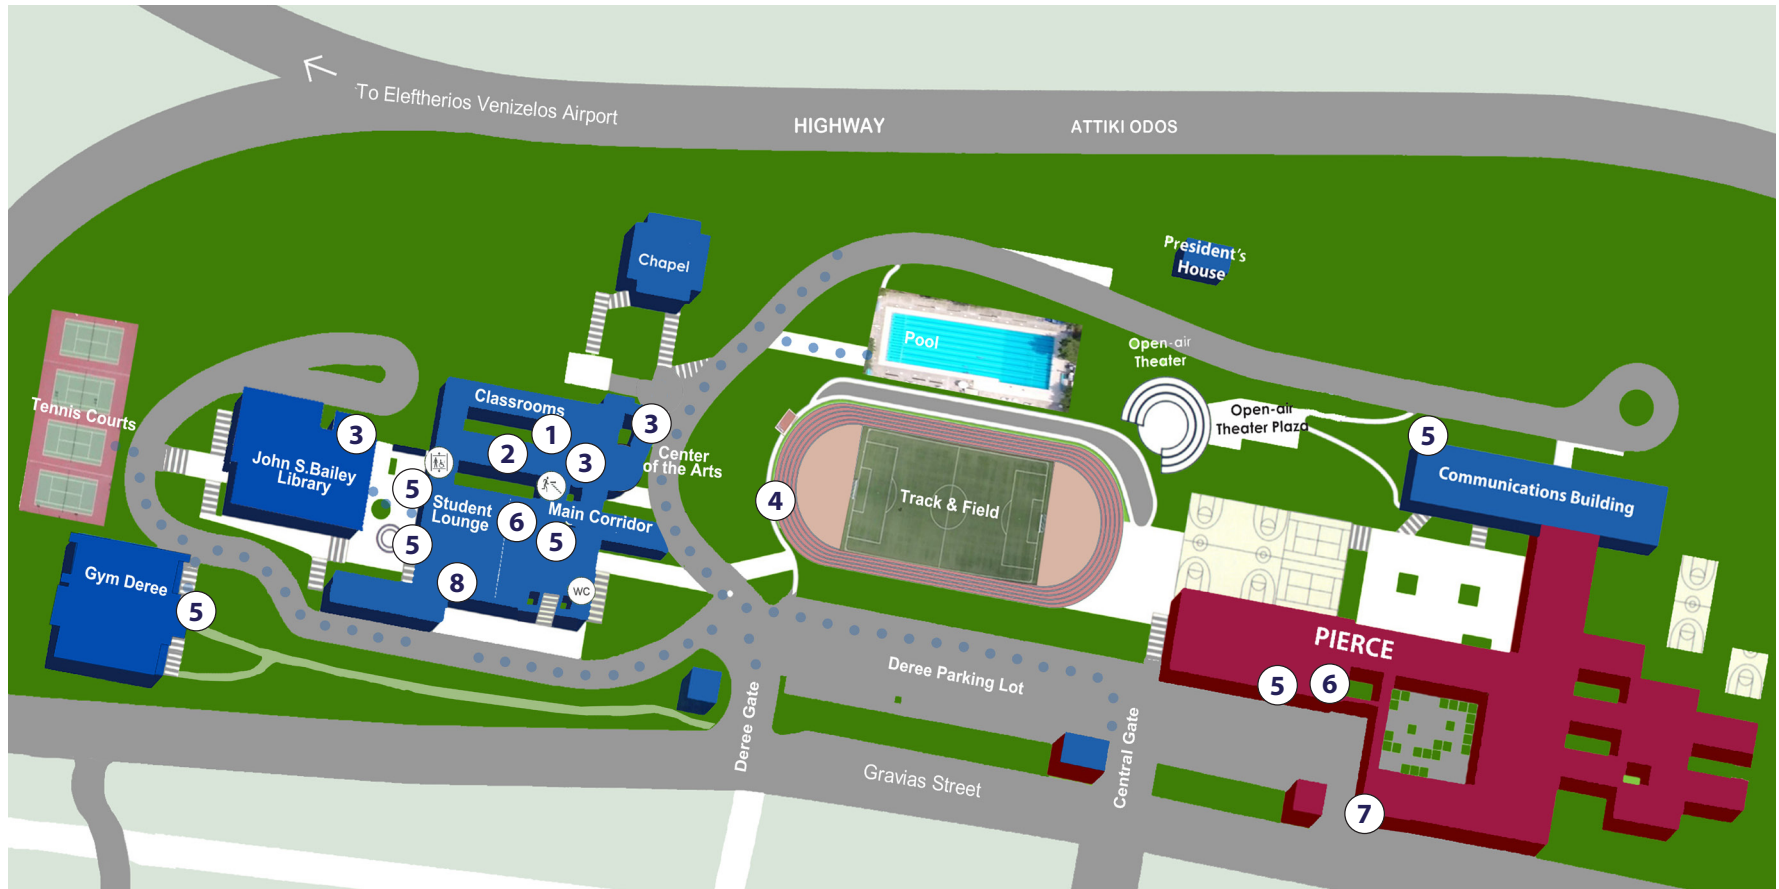 To Eleftherios Venizelos Airport
HIGHWAY
ATTIKI ODOS
Chapel
President's
House
Pool
Open-air
Theater
Tennis Courts
Classrooms
Open-air
Theater Plaza
1
2
3
3
3
5
John S.Bailey
Library
Center
of the Arts
Communications Building
5
Student
Lounge
6
Main Corridor
5
4
Track & Field
5
Gym Deree
5
8
WC
PIERCE
5
6
Deree Parking Lot
Deree Gate
Central Gate
Gravias Street
7